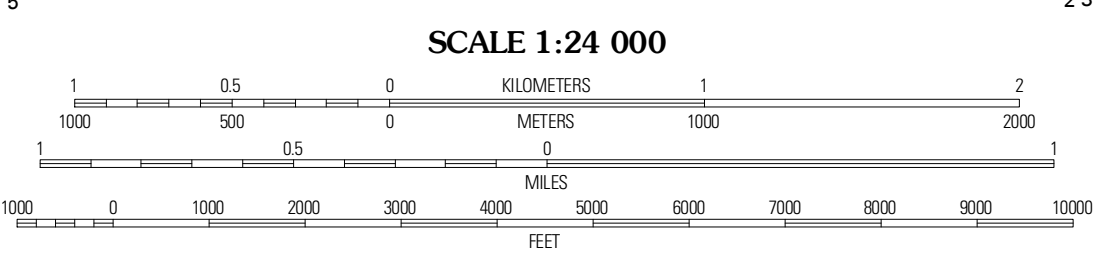 5 2 3
SCALE 1:24 000
1 0.5 0 KILOMETERS 1 2
1000 500 0 METERS 1000 2000
1 0.5 0 1
MILES
1000 0 1000 2000 3000 4000 5000 6000 7000 8000 9000 10000
FEET